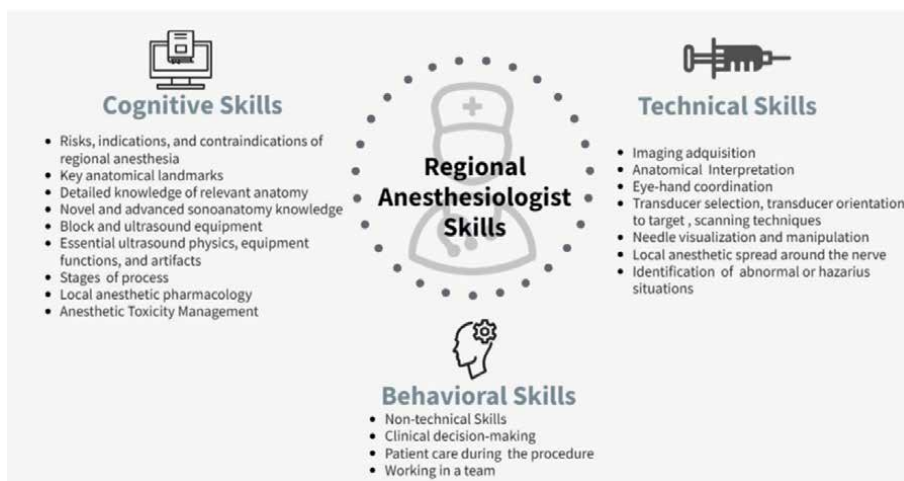 Cognitive Skills
• Risks, indications, and contraindications of
regional anesthesia
• Key anatomical landmarks
• Detailed knowledge of relevant anatomy
• Novel and advanced sonoanatomy knowledge
• Block and ultrasound equipment
• Essential ultrasound physics, equipment
functions, and artifacts
• Stages of process
• Local anesthetic pharmacology
• Anesthetic Toxicity Management
Regional
Anesthesiologist
Skills
Technical Skills
• Imaging adquisition
• Anatomical Interpretation
• Eye-hand coordination
• Transducer selection, transducer orientation
to target , scanning techniques
• Needle visualization and manipulation
• Local anesthetic spread around the nerve
• Identification of abnormal or hazarius
situations
Behavioral Skills
• Non-technical Skills
• Clinical decision-making
• Patient care during the procedure
• Working in a team